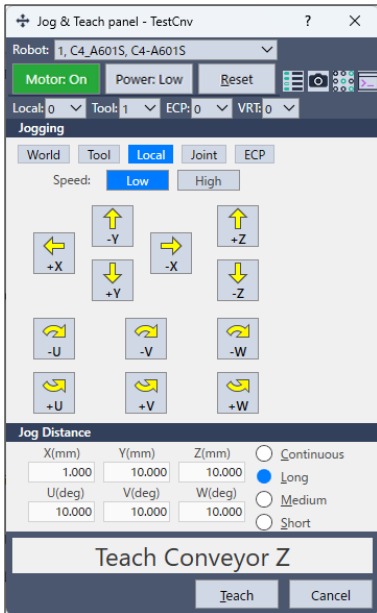 Jog & Teach panel - TestCnv ? X
Robot: 1, C4_A601S, C4-A601S
Motor: On Power: Low Reset
Local: 0 Tool: 1 ECP: 0 VRT: 0
Jogging
World Tool Local Joint ECP
Speed: Low High
-Y +Z
+X -X
+Y -Z
-U -V -W
+U +V +W
Jog Distance
X(mm) Y(mm) Z(mm) Continuous
1.000 10.000 10.000 Long
U(deg) V(deg) W(deg) Medium
10.000 10.000 10.000 Short
Teach Conveyor Z
Teach Cancel